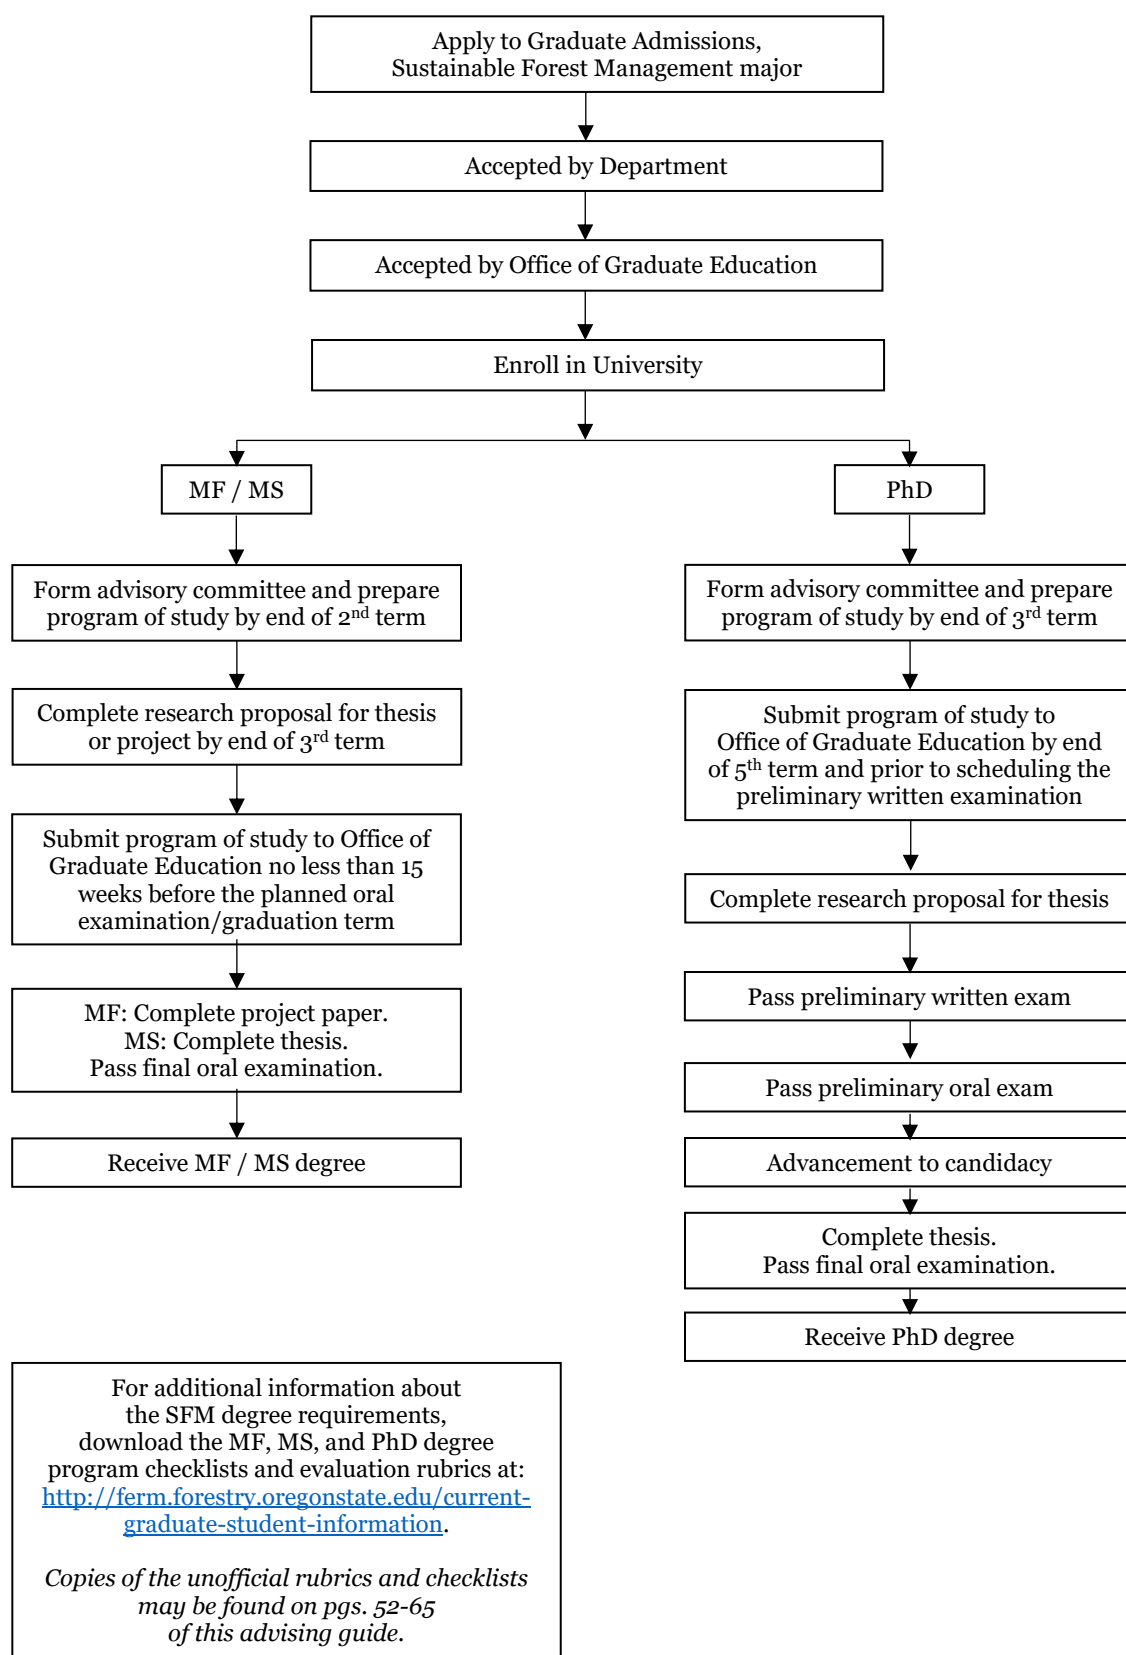 Apply to Graduate Admissions,
Sustainable Forest Management major
Accepted by Department
Accepted by Office of Graduate Education
Enroll in University
MF / MS
Form advisory committee and prepare
program of study by end of 2nd term
Complete research proposal for thesis
or project by end of 3rd term
Submit program of study to Office of
Graduate Education no less than 15
weeks before the planned oral
examination/graduation term
MF: Complete project paper.
MS: Complete thesis.
Pass final oral examination.
Receive MF / MS degree
PhD
Form advisory committee and prepare
program of study by end of 3rd term
Submit program of study to
Office of Graduate Education by end
of 5th term and prior to scheduling the
preliminary written examination
Complete research proposal for thesis
Pass preliminary written exam
Pass preliminary oral exam
Advancement to candidacy
Complete thesis.
Pass final oral examination.
Receive PhD degree
For additional information about
the SFM degree requirements,
download the MF, MS, and PhD degree
program checklists and evaluation rubrics at:
http://ferm.forestry.oregonstate.edu/current-
graduate-student-information.
Copies of the unofficial rubrics and checklists
may be found on pgs. 52-65
of this advising guide.